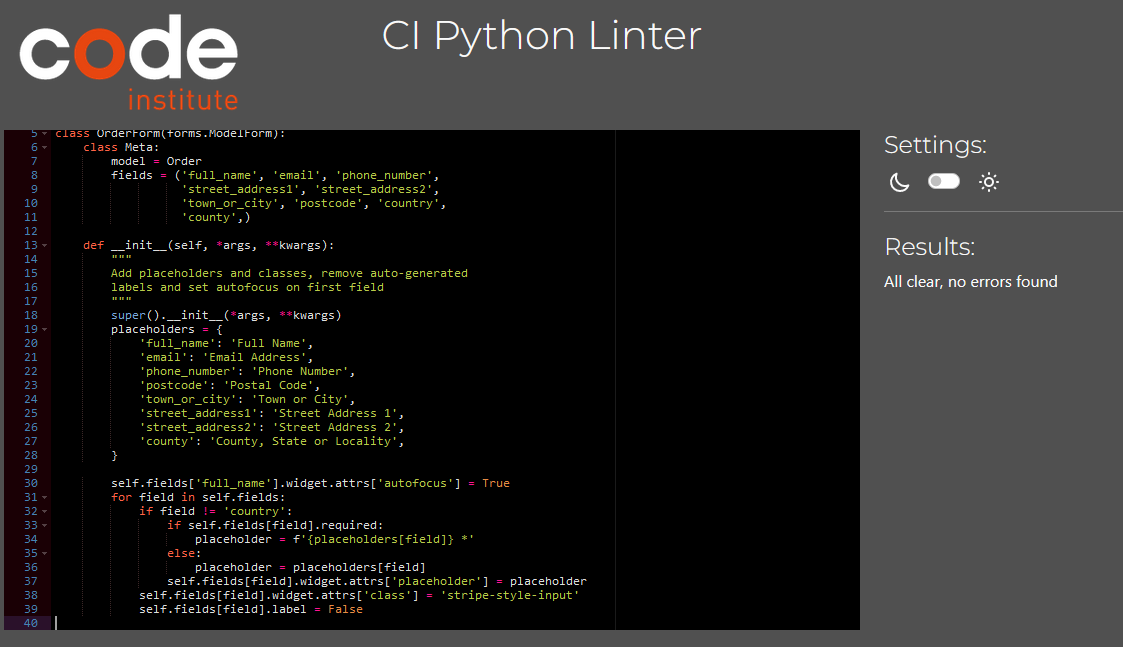 code
institute
CI Python Linter
5 class OrderForm(forms.ModelForm):
6     class Meta:
7         model = Order
8         fields = ('full_name', 'email', 'phone_number',
9                   'street_address1', 'street_address2',
10                   'town_or_city', 'postcode', 'country',
11                   'county',)
12
13     def __init__(self, *args, **kwargs):
14         """
15         Add placeholders and classes, remove auto-generated
16         labels and set autofocus on first field
17         """
18         super().__init__(*args, **kwargs)
19         placeholders = {
20             'full_name': 'Full Name',
21             'email': 'Email Address',
22             'phone_number': 'Phone Number',
23             'postcode': 'Postal Code',
24             'town_or_city': 'Town or City',
25             'street_address1': 'Street Address 1',
26             'street_address2': 'Street Address 2',
27             'county': 'County, State or Locality',
28         }
29
30         self.fields['full_name'].widget.attrs['autofocus'] = True
31         for field in self.fields:
32             if field != 'country':
33                 if self.fields[field].required:
34                     placeholder = f'{placeholders[field]} *'
35                 else:
36                     placeholder = placeholders[field]
37                 self.fields[field].widget.attrs['placeholder'] = placeholder
38             self.fields[field].widget.attrs['class'] = 'stripe-style-input'
39             self.fields[field].label = False
40
Settings:
Results:
All clear, no errors found